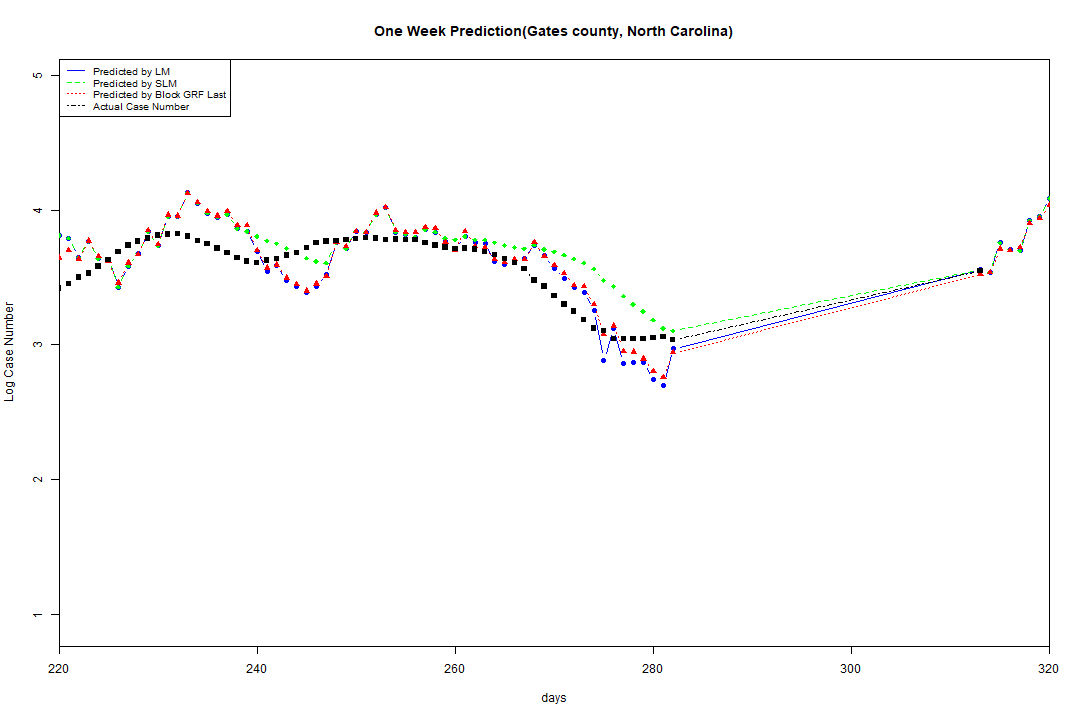 One Week Prediction(Gates county, North Carolina)
Predicted by LM
Predicted by SLM
Predicted by Block GRF Last
Actual Case Number
Log Case Number
5
4
3
2
1
220 240 260 280 300 320
days